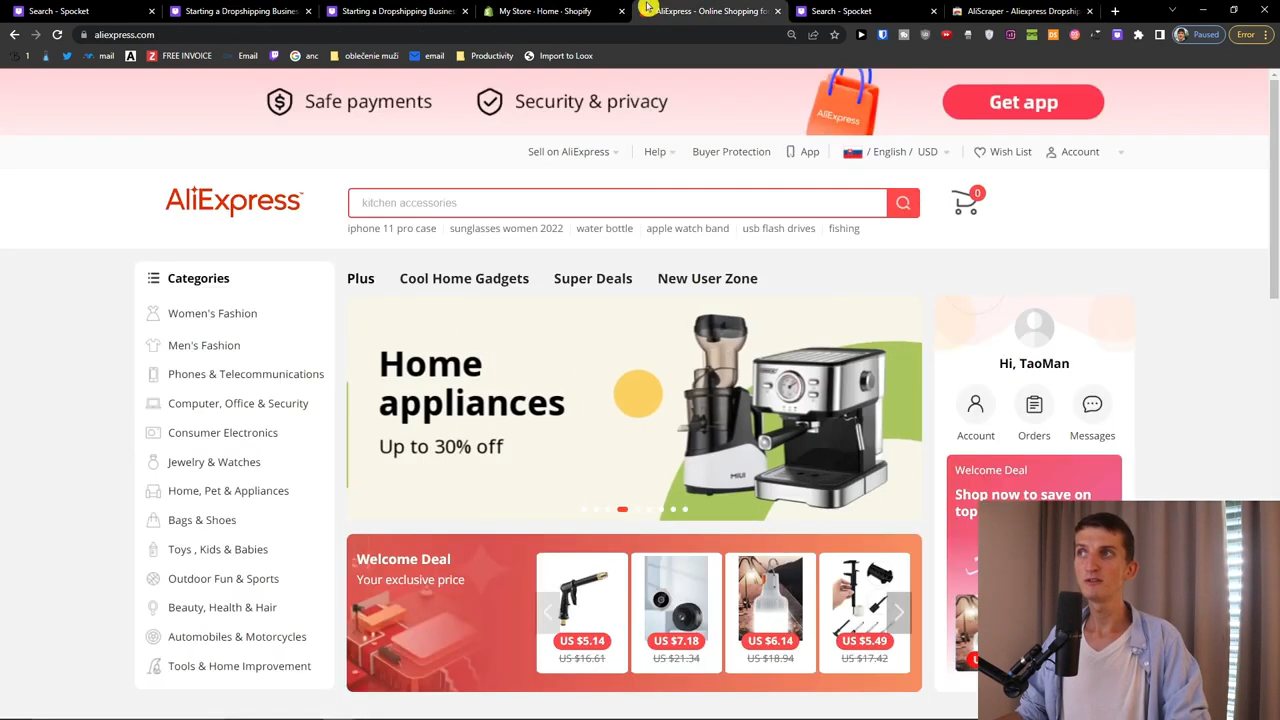 Search - Spocket
Starting a Dropshipping Busines
Starting a Dropshipping Busines
My Store · Home · Shopify
AliExpress - Online Shopping for
Search - Spocket
AliScraper - Aliexpress Dropship
aliexpress.com
Paused
Error
1
mail
FREE INVOICE
Email
anc
oblečenie muži
email
Productivity
Import to Loox
Safe payments
Security & privacy
AliExpress
Get app
Sell on AliExpress
Help
Buyer Protection
App
/ English / USD
Wish List
Account
AliExpress
kitchen accessories
0
iphone 11 pro case
sunglasses women 2022
water bottle
apple watch band
usb flash drives
fishing
Categories
Plus
Cool Home Gadgets
Super Deals
New User Zone
Women's Fashion
Men's Fashion
Phones & Telecommunications
Computer, Office & Security
Consumer Electronics
Jewelry & Watches
Home, Pet & Appliances
Bags & Shoes
Toys , Kids & Babies
Outdoor Fun & Sports
Beauty, Health & Hair
Automobiles & Motorcycles
Tools & Home Improvement
Home
appliances
Up to 30% off
MIUI
Hi, TaoMan
Account
Orders
Messages
Welcome Deal
Shop now to save on
top
Welcome Deal
Your exclusive price
US $5.14
US $16.61
US $7.18
US $21.34
US $6.14
US $18.94
US $5.49
US $17.42